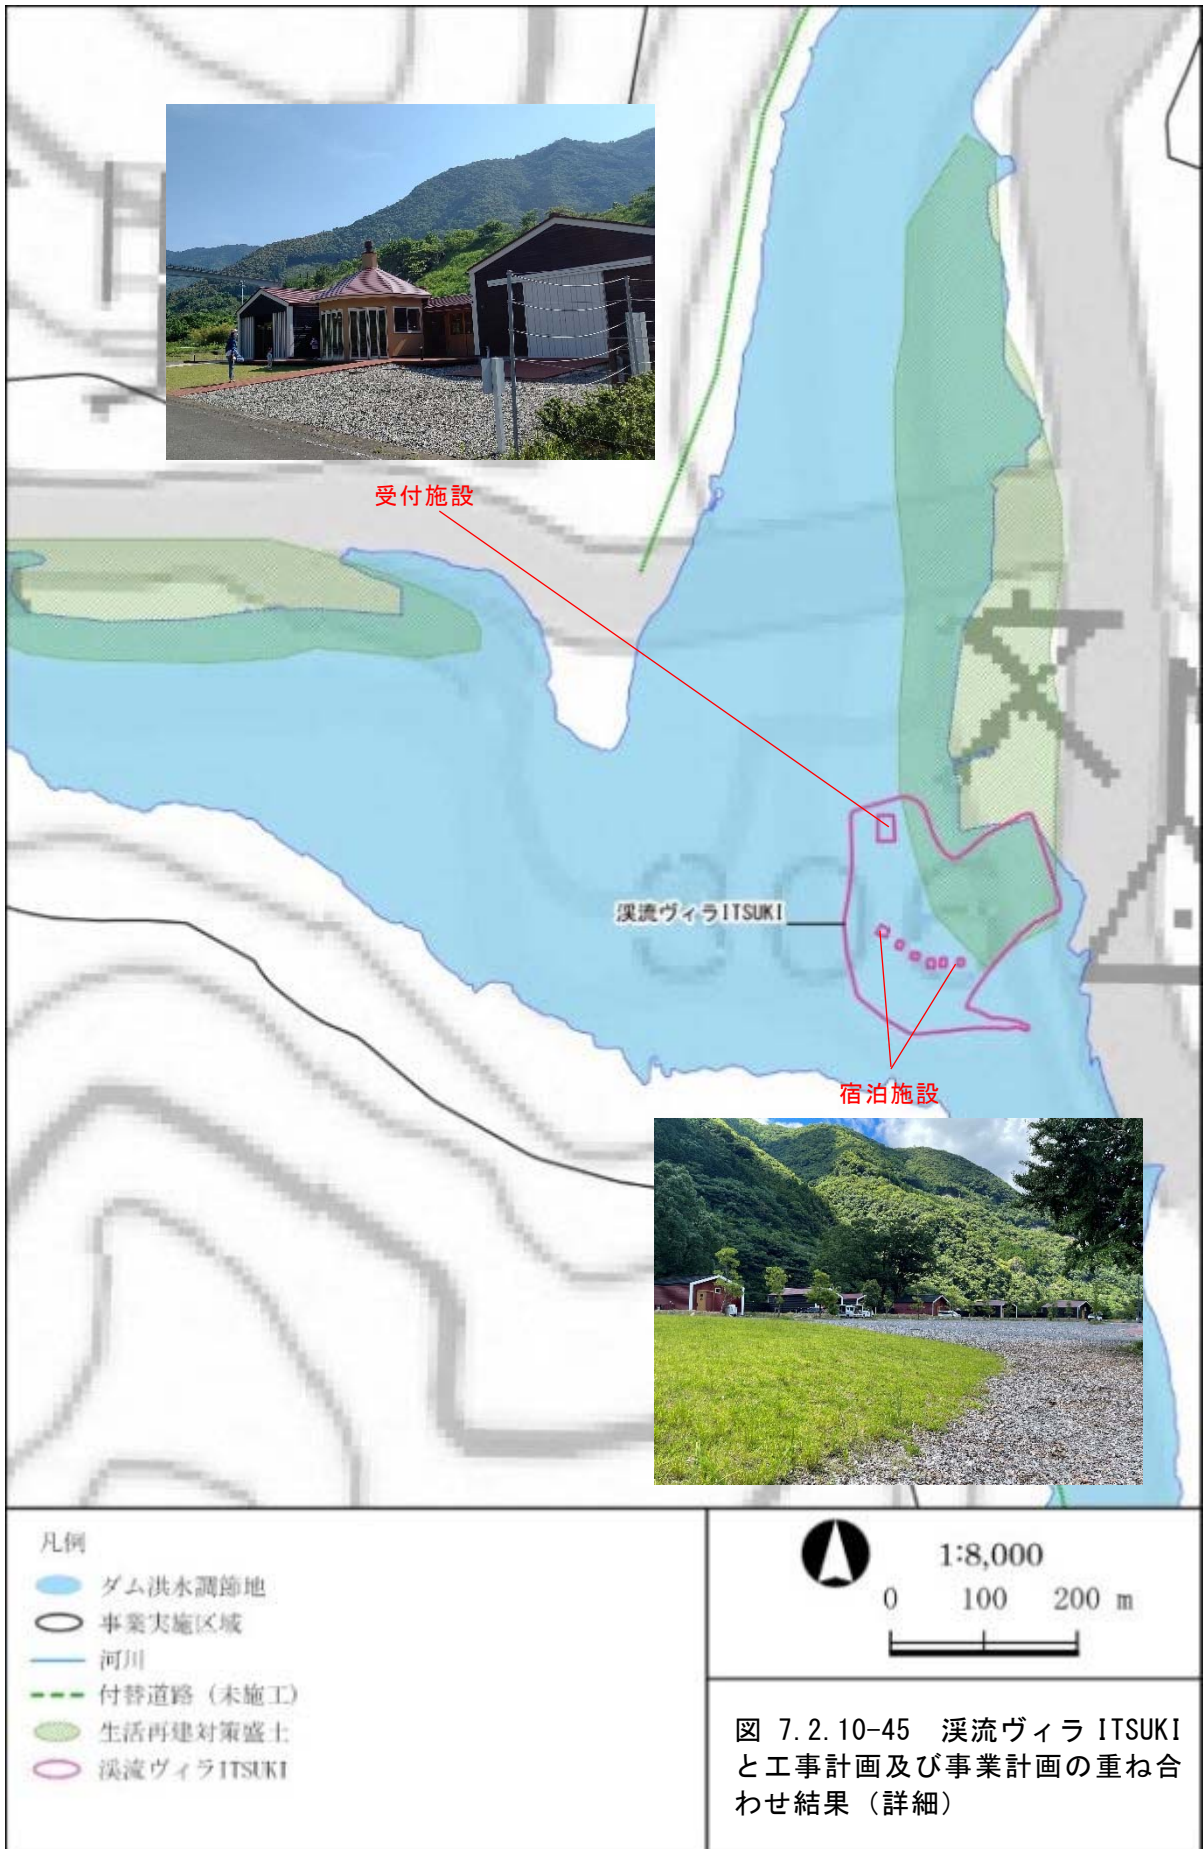 受付施設
渓流ヴィラITSUKI
宿泊施設
凡例
ダム洪水調節地
事業実施区域
河川
付替道路（未施工）
生活再建対策盛土
渓流ヴィラITSUKI
1:8,000
0 100 200 m
図 7.2.10-45 渓流ヴィラ ITSUKI
と工事計画及び事業計画の重ね合
わせ結果（詳細）